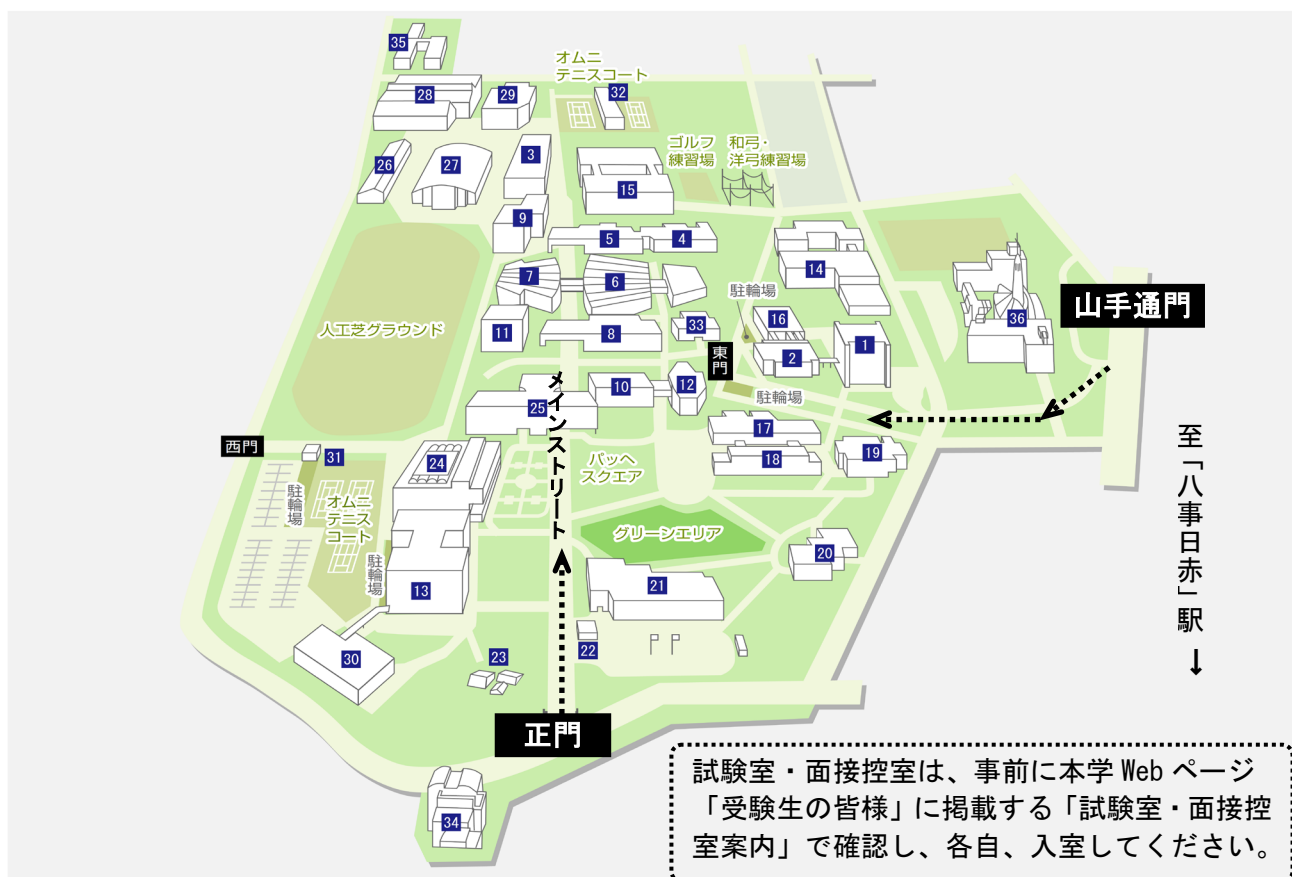 35
オムニ
テニスコート
28
29
32
ゴルフ
練習場
和弓・
洋弓練習場
26
27
3
15
9
5
4
7
6
14
36
山手通門
駐輪場
人工芝グラウンド
11
8
33
16
1
2
東門
メインストリート
10
12
駐輪場
25
17
西門
31
24
バッヘ
スクエア
18
19
至「八事日赤」駅
↓
駐輪場
オムニ
テニス
コート
グリーンエリア
20
駐輪場
13
21
30
23
22
正門
34
試験室・面接控室は、事前に本学 Web ページ
「受験生の皆様」に掲載する「試験室・面接控
室案内」で確認し、各自、入室してください。